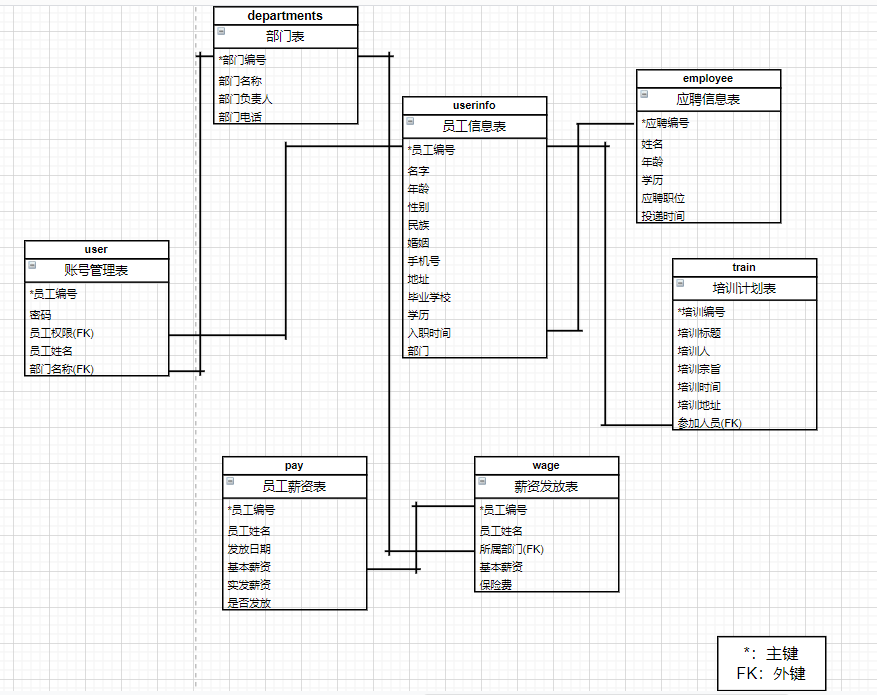 departments
部门表
*部门编号
部门名称
部门负责人
部门电话
userinfo
员工信息表
*员工编号
名字
年龄
性别
民族
婚姻
手机号
地址
毕业学校
学历
入职时间
部门
employee
应聘信息表
*应聘编号
姓名
年龄
学历
应聘职位
投递时间
user
账号管理表
*员工编号
密码
员工权限(FK)
员工姓名
部门名称(FK)
train
培训计划表
*培训编号
培训标题
培训人
培训宗旨
培训时间
培训地址
参加人员(FK)
pay
员工薪资表
*员工编号
员工姓名
发放日期
基本薪资
实发薪资
是否发放
wage
薪资发放表
*员工编号
员工姓名
所属部门(FK)
基本薪资
保险费
*：主键
FK：外键